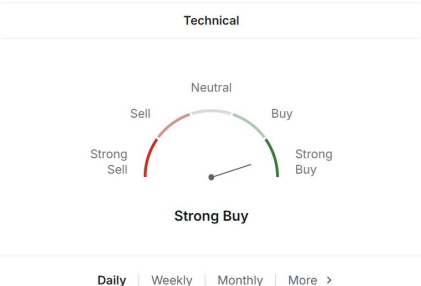 Technical
Neutral
Sell
Buy
Strong
Sell
Strong
Buy
Strong Buy
Daily
Weekly
Monthly
More